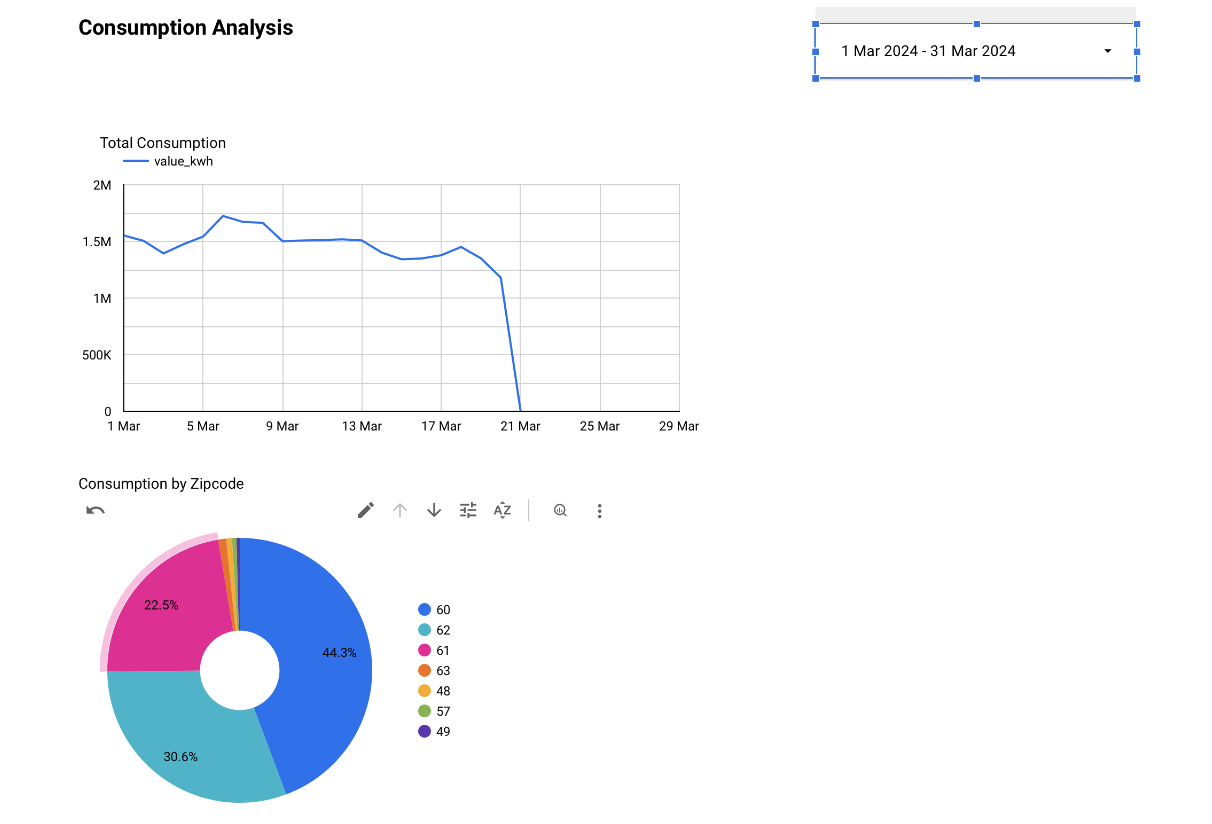 Consumption Analysis
1 Mar 2024 - 31 Mar 2024
Total Consumption
value_kwh
2M
1.5M
1M
500K
0
1 Mar 5 Mar 9 Mar 13 Mar 17 Mar 21 Mar 25 Mar 29 Mar
Consumption by Zipcode
AZ
22.5%
44.3%
30.6%
60
62
61
63
48
57
49